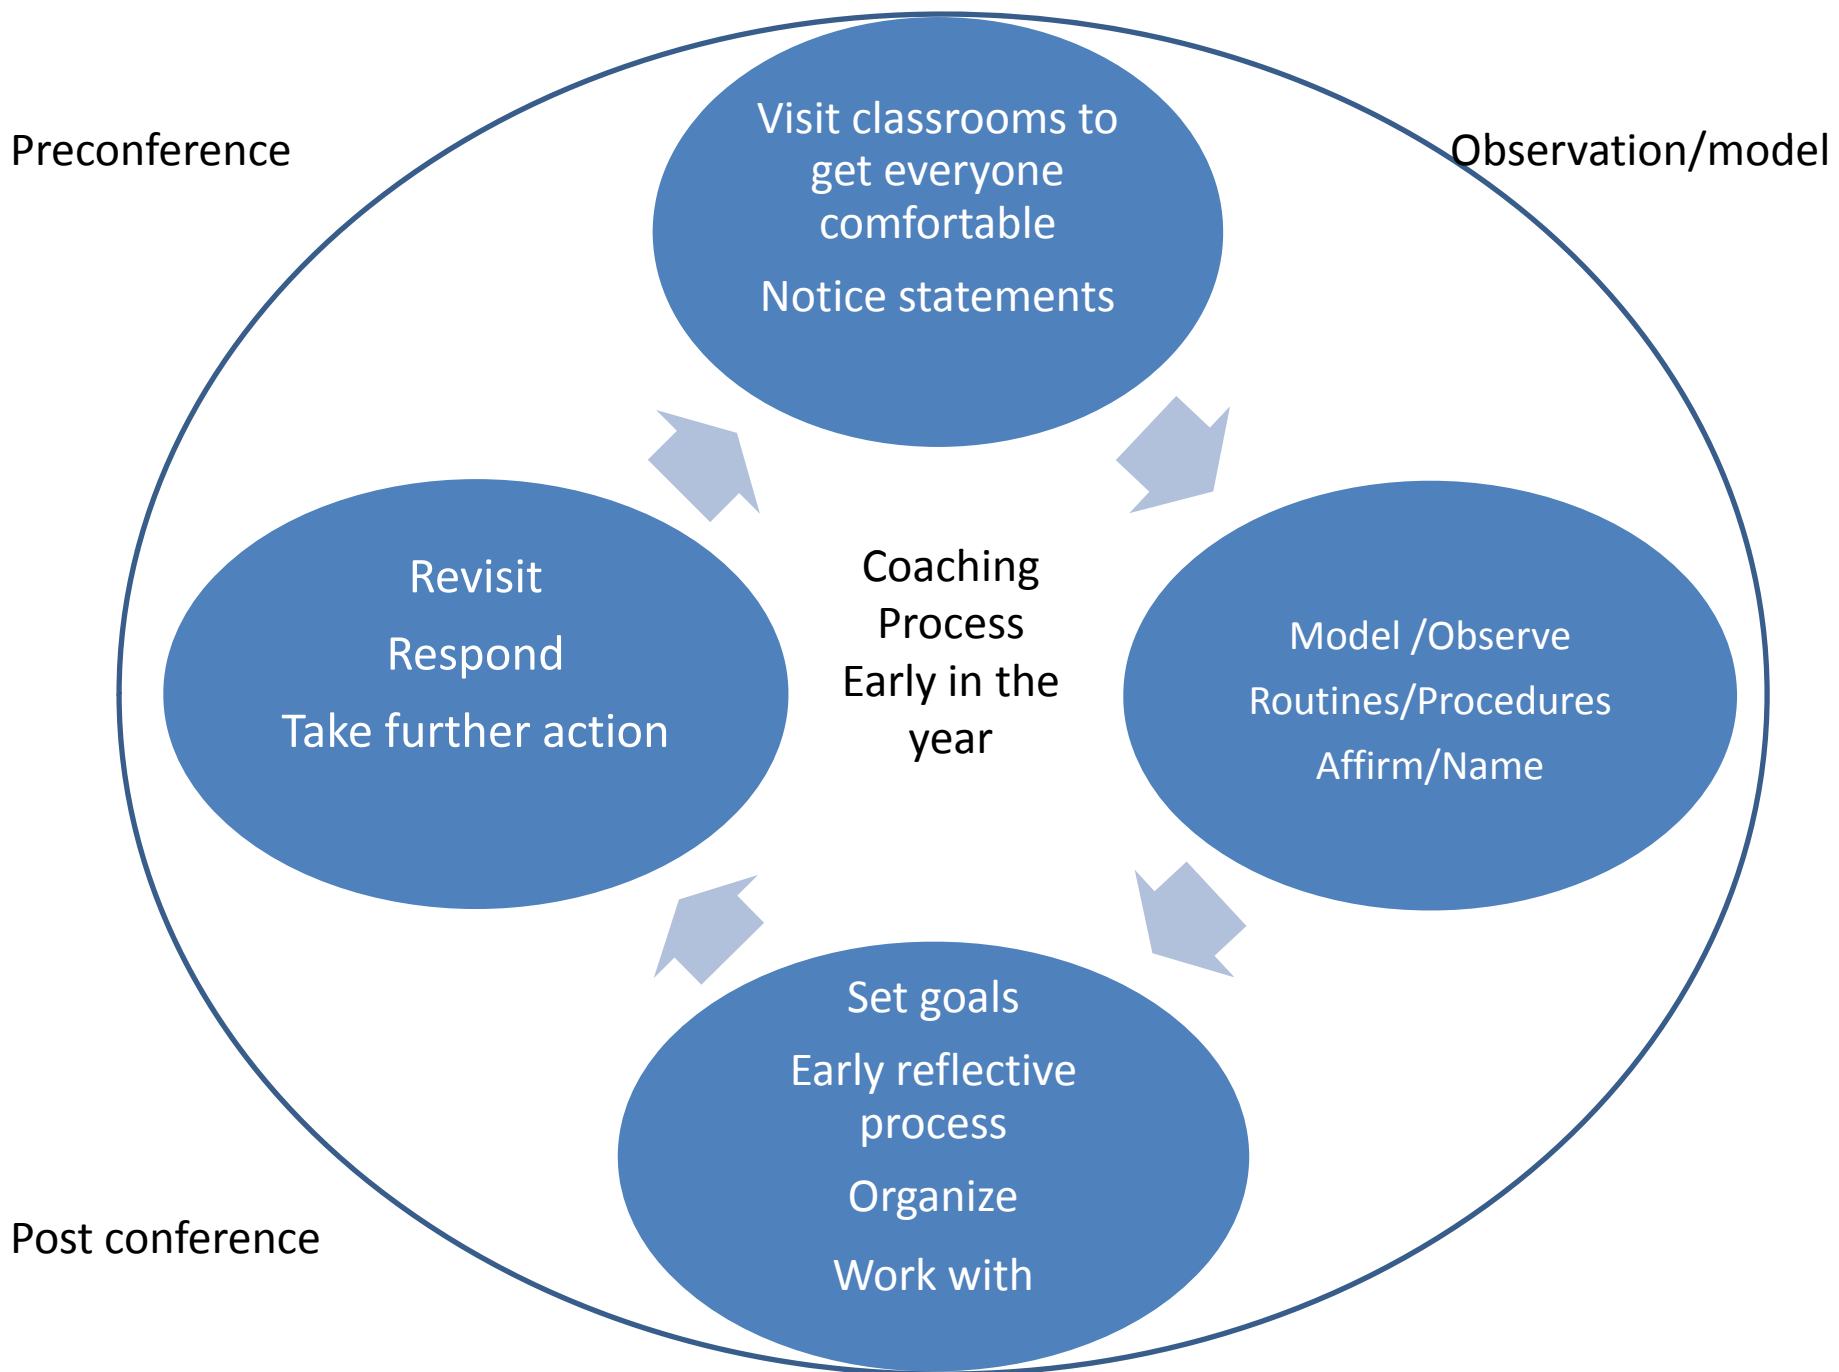 Visit classrooms to
get everyone
comfortable
Notice statements
Preconference
Observation/model
Coaching
Process
Early in the
year
Revisit
Respond
Take further action
Model /Observe
Routines/Procedures
Affirm/Name
Set goals
Early reflective
process
Organize
Work with
Post conference